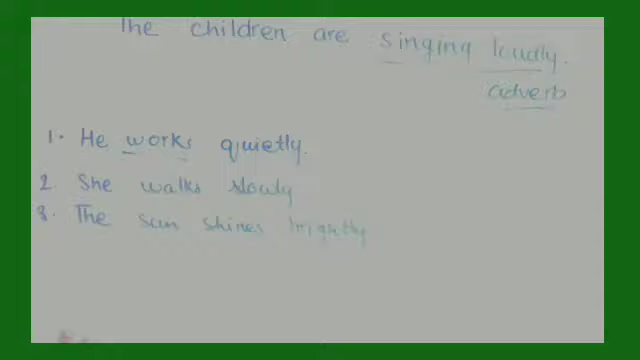 The children are singing loudly.
adverb
1. He works quietly.
2. She walks slowly
3. The sun shines brightly